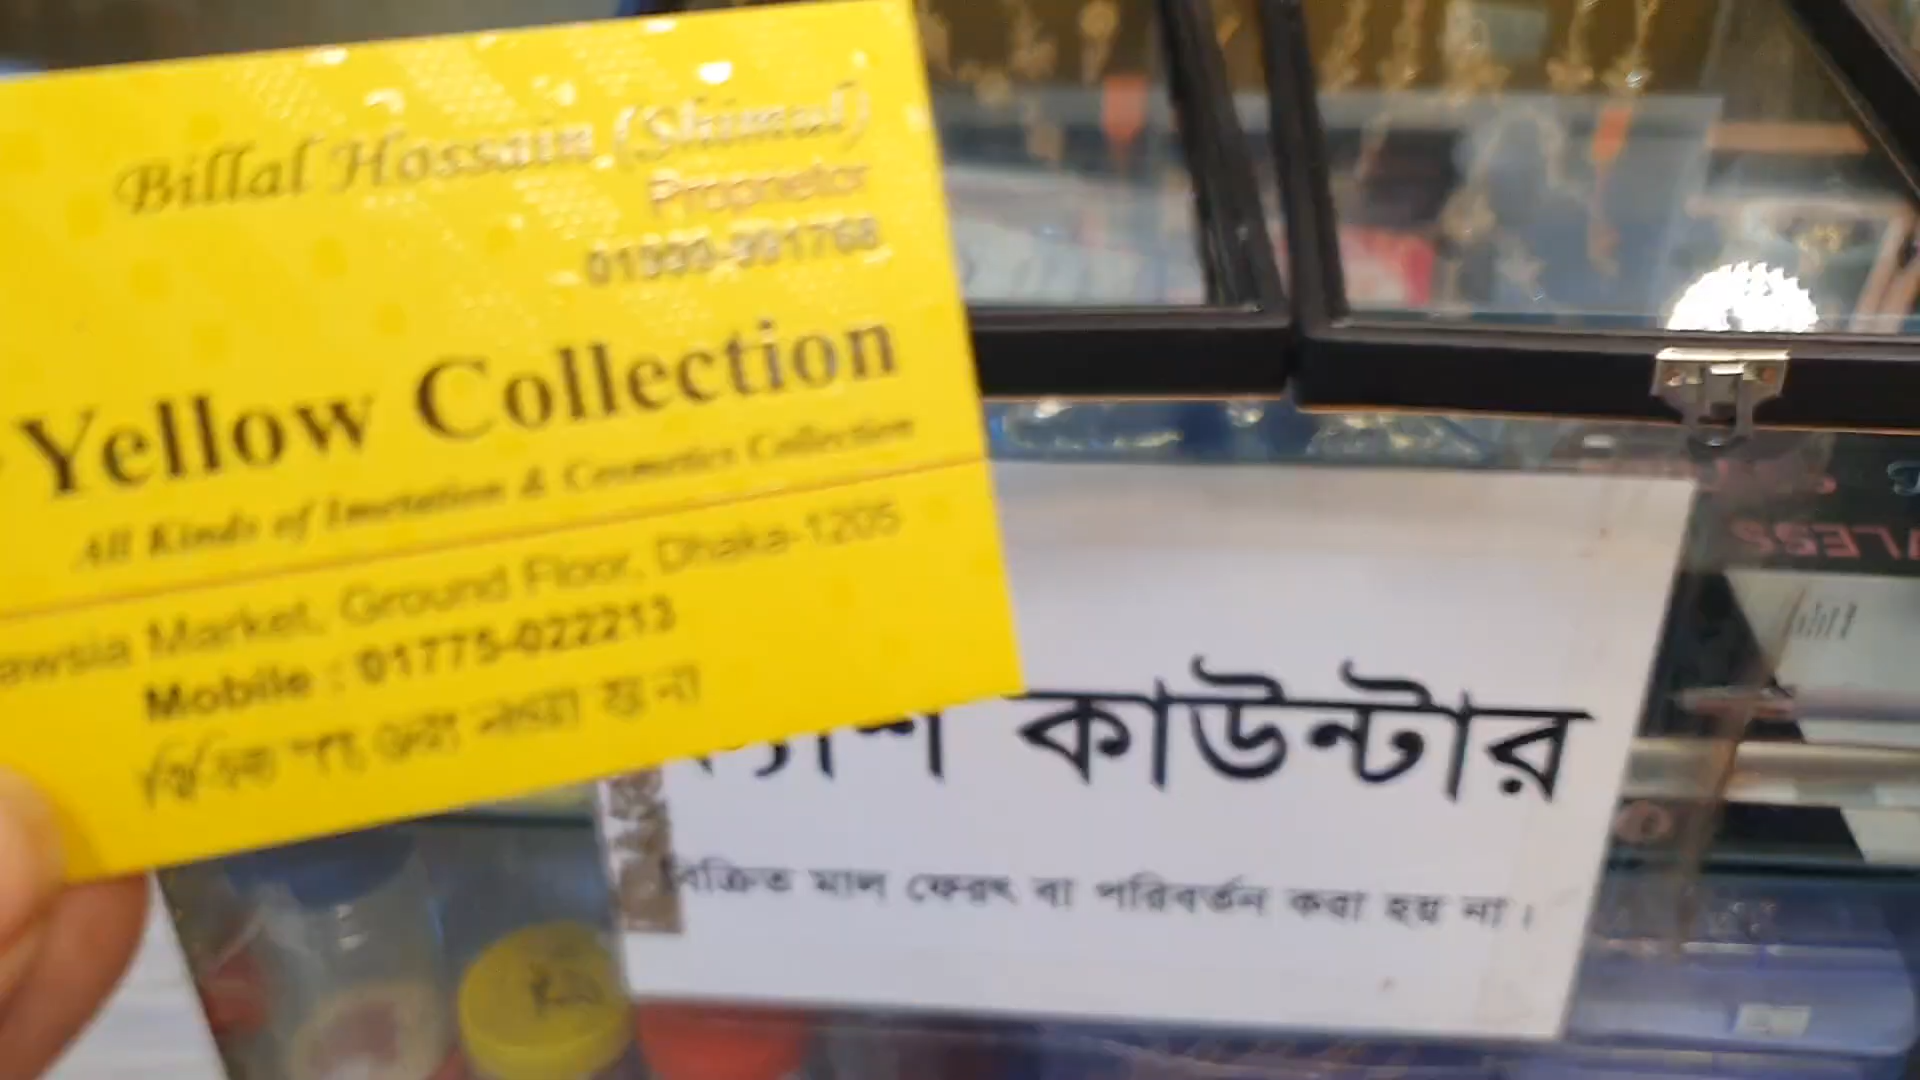 Billal Hossain (Shimul)
Proprietor
Yellow Collection
All Kinds of Imetation & Cosmetics Collection
Market, Ground Floor, Dhaka-1205
Mobile : 01775-022213
কাউন্টার
বিক্রিত মাল ফেরৎ বা পরিবর্তন করা হয় না।